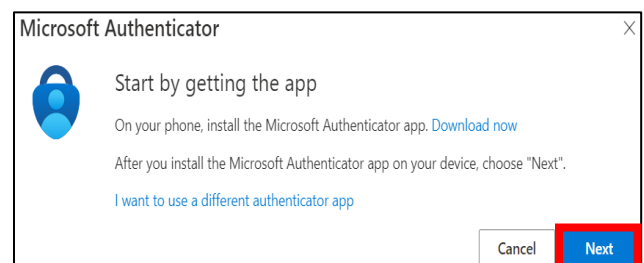 Microsoft Authenticator
Start by getting the app
On your phone, install the Microsoft Authenticator app. Download now
After you install the Microsoft Authenticator app on your device, choose "Next".
I want to use a different authenticator app
Cancel Next